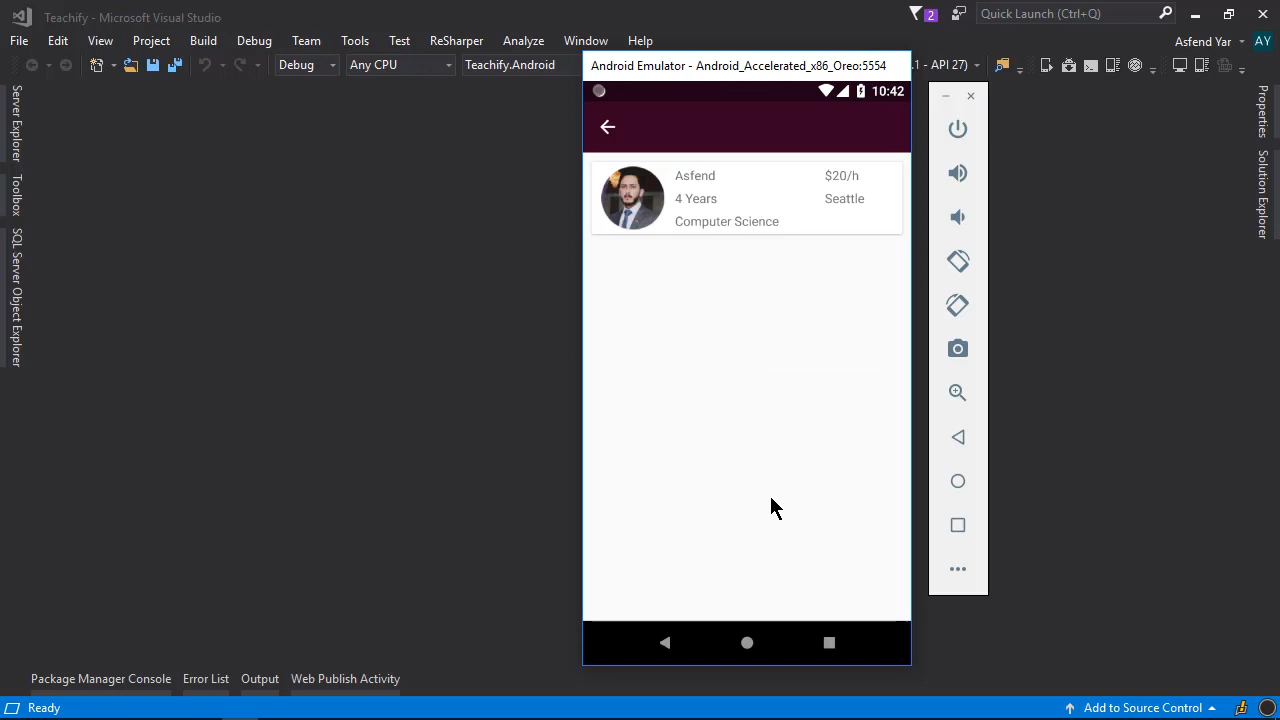 Teachify - Microsoft Visual Studio
2
Quick Launch (Ctrl+Q)
File Edit View Project Build Debug Team Tools Test ReSharper Analyze Window Help
Asfend Yar AY
Debug Any CPU Teachify.Android .1 - API 27)
Server Explorer
Toolbox
SQL Server Object Explorer
Android Emulator - Android_Accelerated_x86_Oreo:5554
10:42
Asfend $20/h
4 Years Seattle
Computer Science
Properties
Solution Explorer
Package Manager Console Error List Output Web Publish Activity
Ready Add to Source Control